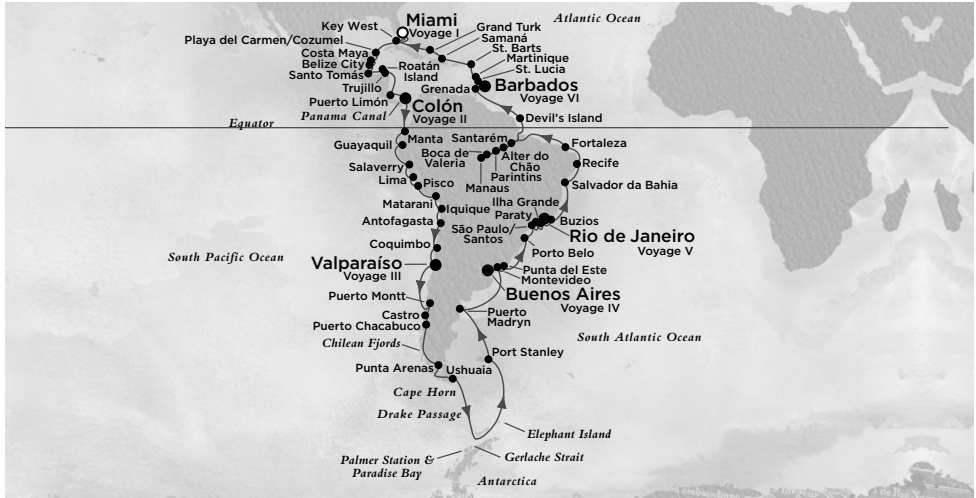 Atlantic Ocean
Key West
Miami
Voyage I
Grand Turk
Samaná
St. Barts
Martinique
St. Lucia
Grenada
Barbados
Voyage VI
Playa del Carmen/Cozumel
Costa Maya
Belize City
Santo Tomás
Roatán
Island
Trujillo
Puerto Limón
Panama Canal
Colón
Voyage II
Equator
Devil's Island
Manta
Guayaquil
Salaverry
Lima
Pisco
Matarani
Iquique
Antofagasta
Coquimbo
Santarém
Boca de
Valeria
Alter do
Chão
Parintins
Manaus
Fortaleza
Recife
Salvador da Bahia
Ilha Grande
Paraty
São Paulo/
Santos
Buzios
Rio de Janeiro
Voyage V
Porto Belo
South Pacific Ocean
Valparaíso
Voyage III
Punta del Este
Montevideo
Buenos Aires
Voyage IV
Puerto Montt
Castro
Puerto Chacabuco
Chilean Fjords
Puerto
Madryn
South Atlantic Ocean
Port Stanley
Punta Arenas
Ushuaia
Cape Horn
Drake Passage
Elephant Island
Palmer Station &
Paradise Bay
Gerlache Strait
Antarctica